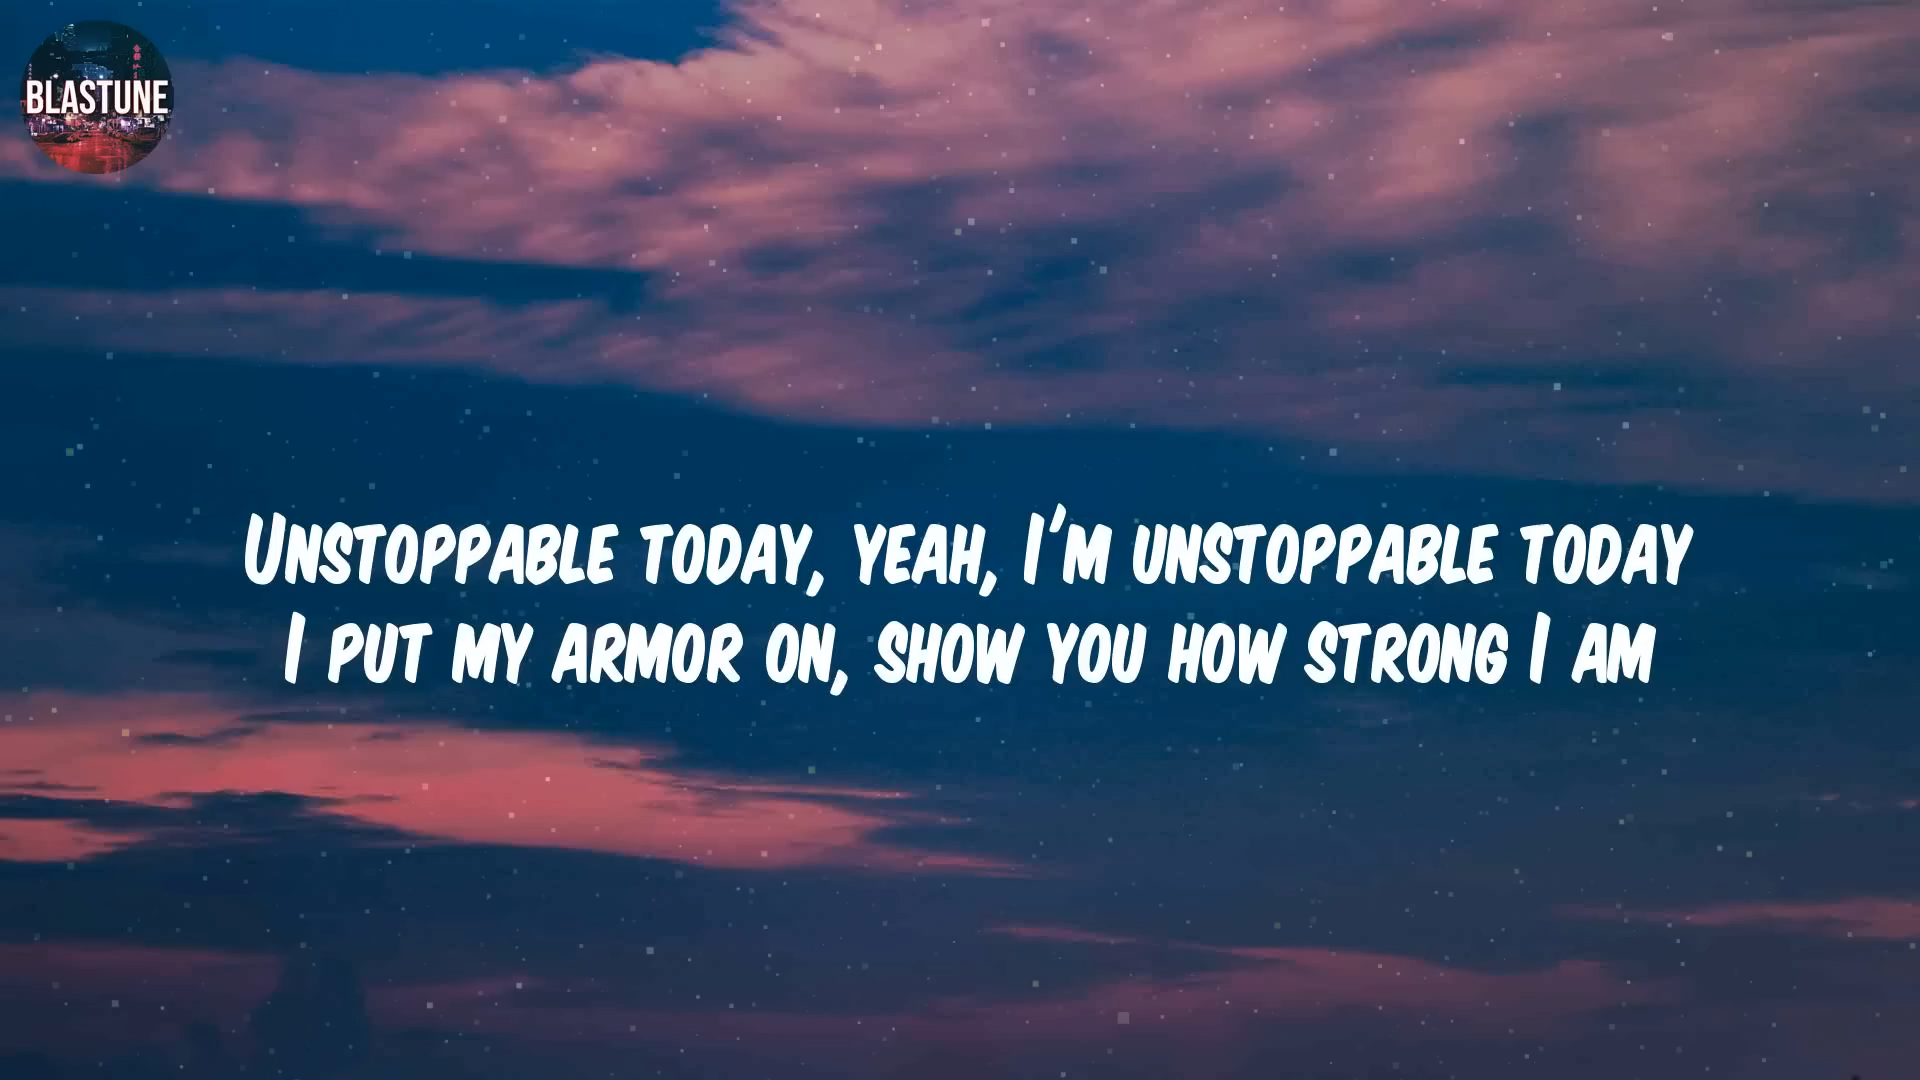 BLASTUNE
Unstoppable today, yeah, I'm unstoppable today
I put my armor on, show you how strong I am